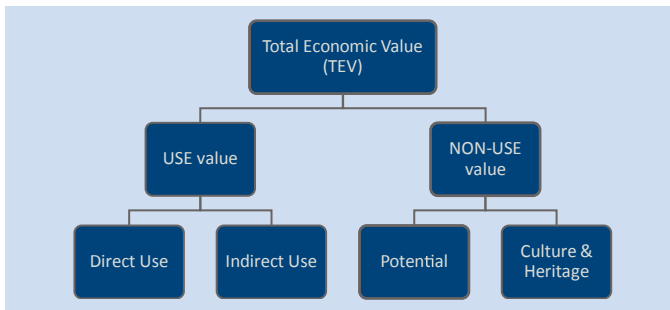 Total Economic Value
(TEV)
USE value
NON-USE
value
Direct Use
Indirect Use
Potential
Culture &
Heritage